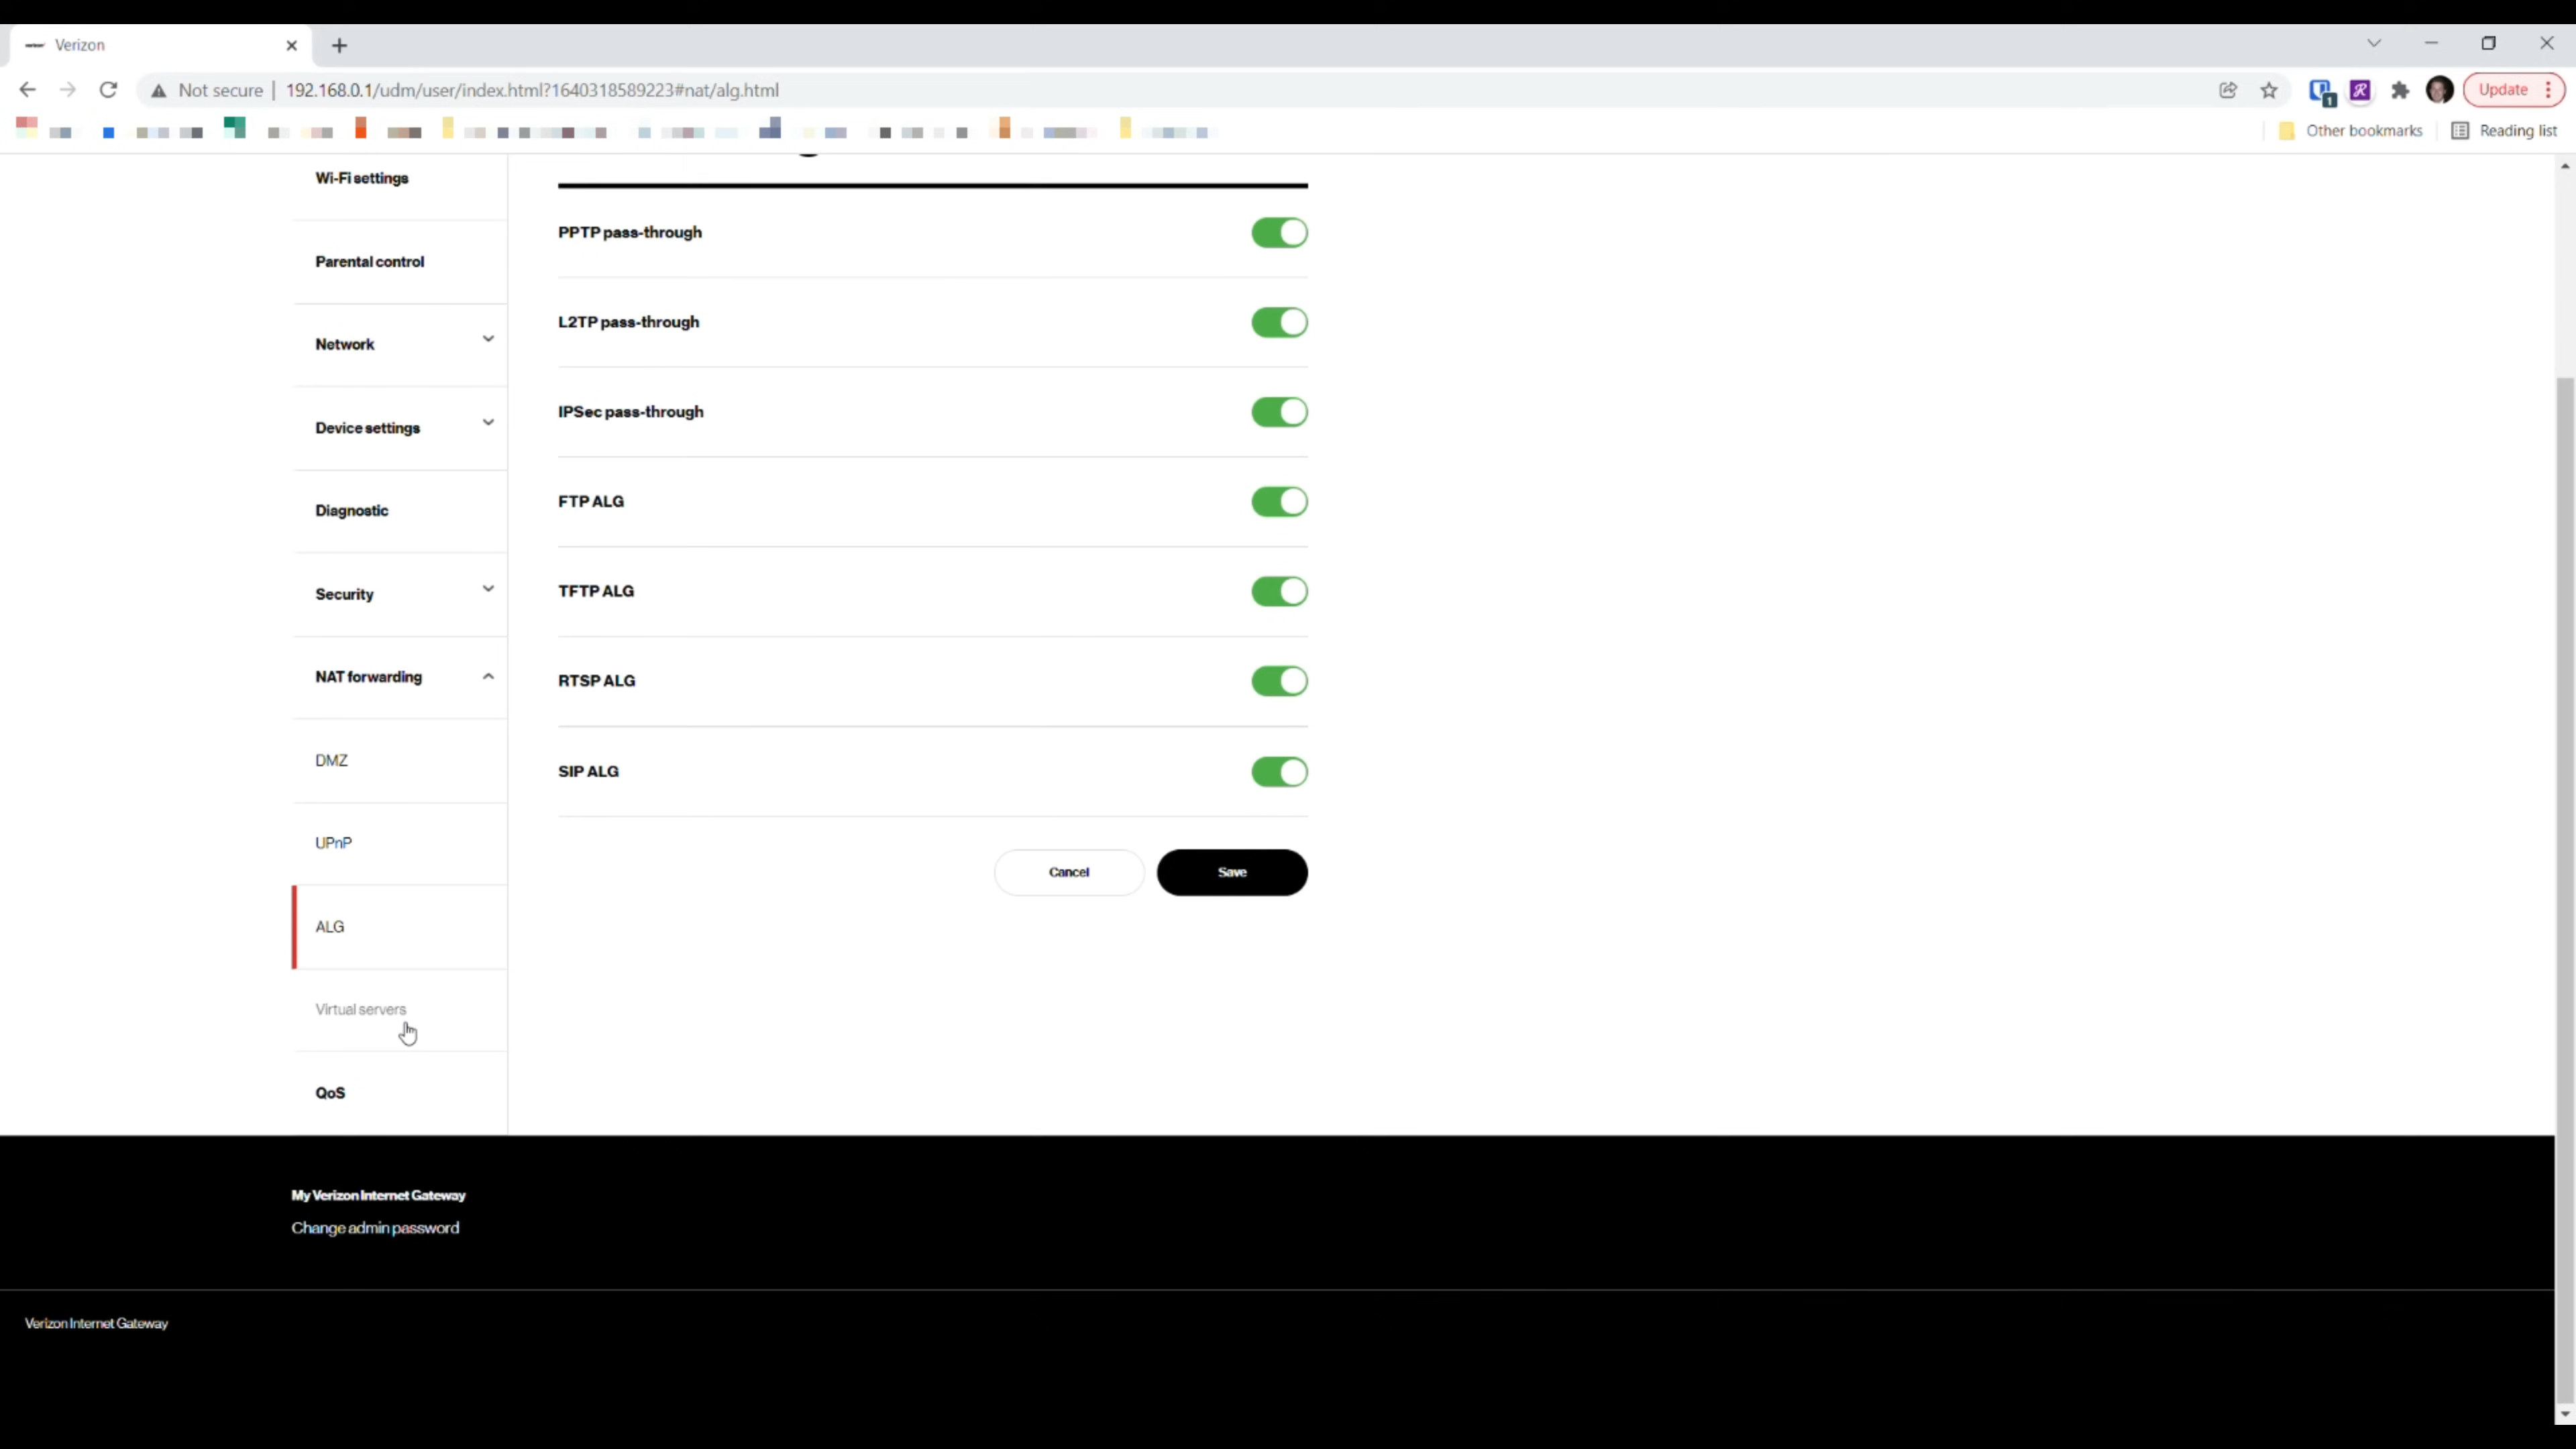 Verizon
Not secure | 192.168.0.1/udm/user/index.html?1640318589223#nat/alg.html
Update
1
Other bookmarks
Reading list
Wi-Fi settings
Parental control
Network
Device settings
Diagnostic
Security
NAT forwarding
DMZ
UPnP
ALG
Virtual servers
QoS
PPTP pass-through
L2TP pass-through
IPSec pass-through
FTP ALG
TFTP ALG
RTSP ALG
SIP ALG
Cancel
Save
My Verizon Internet Gateway
Change admin password
Verizon Internet Gateway